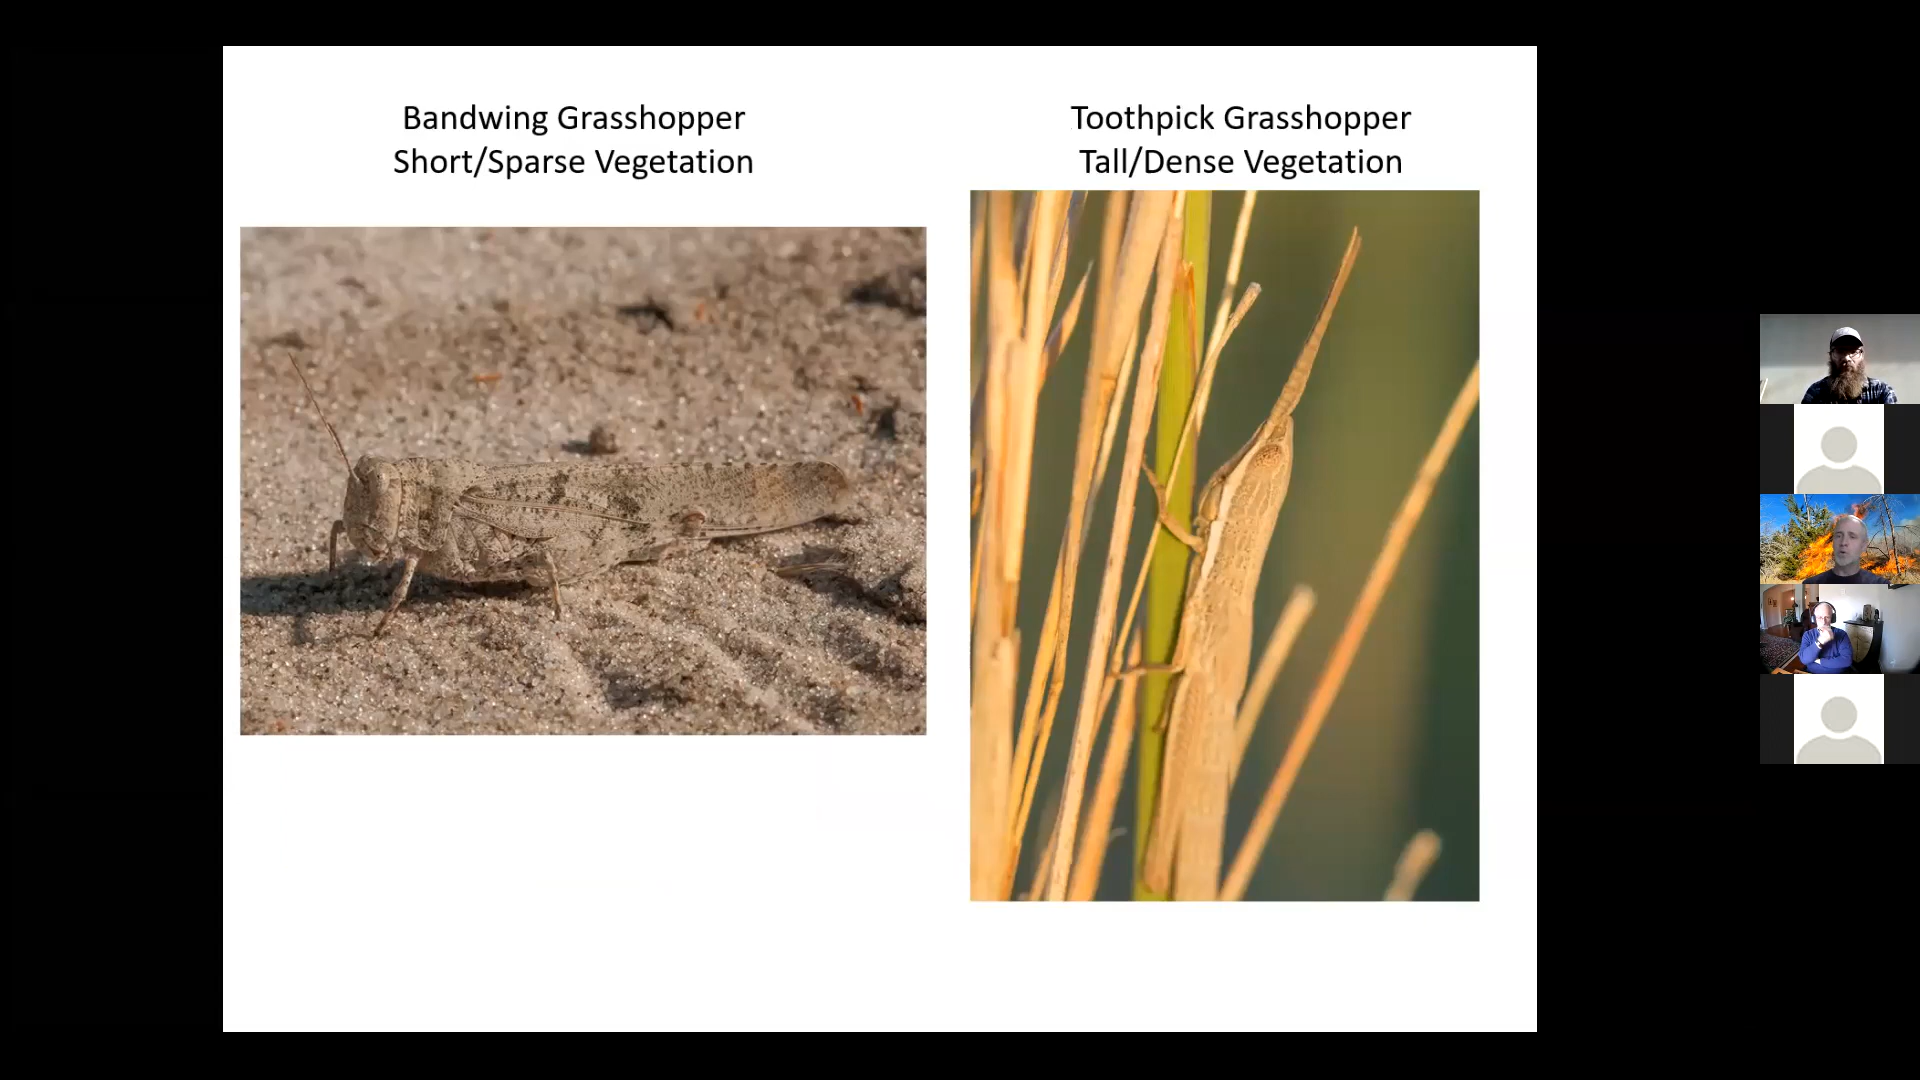 Bandwing Grasshopper
Short/Sparse Vegetation
Toothpick Grasshopper
Tall/Dense Vegetation